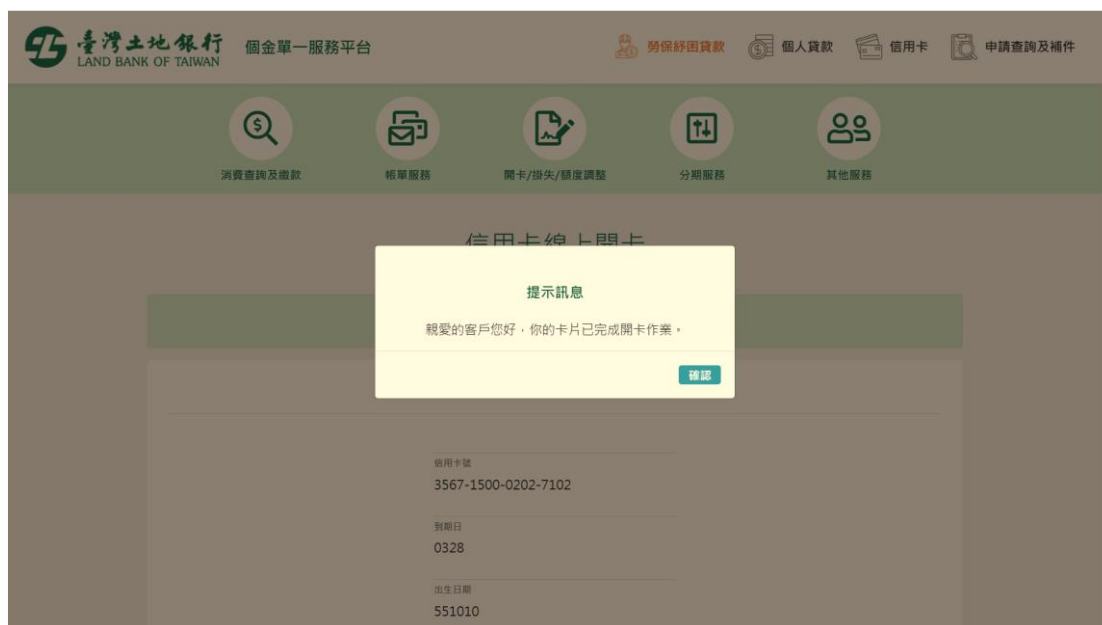 臺灣土地銀行
LAND BANK OF TAIWAN
個金單一服務平台
勞保紓困貸款
個人貸款
信用卡
申請查詢及補件
消費查詢及繳款
帳單服務
開卡/掛失/額度調整
分期服務
其他服務
信用卡線上開卡
提示訊息
親愛的客戶您好,你的卡片已完成開卡作業。
確認
信用卡號
3567-1500-0202-7102
到期日
0328
出生日期
551010